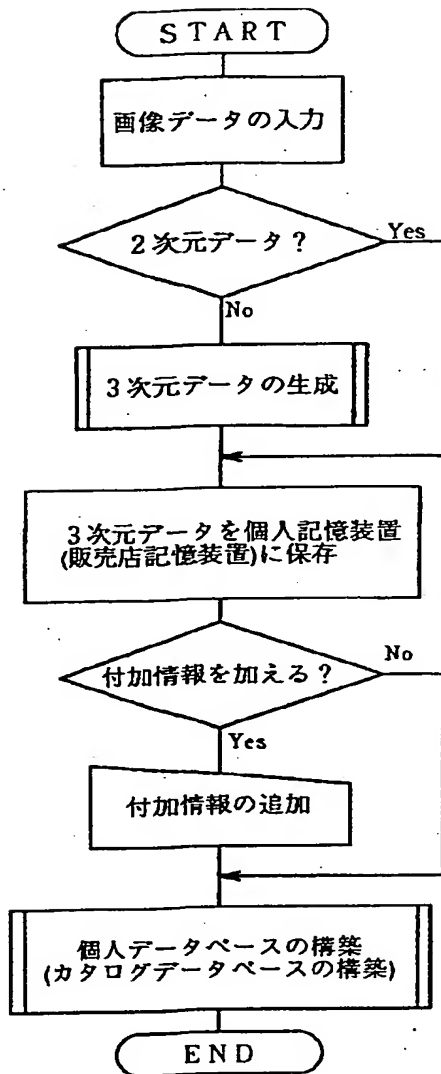 START
画像データの入力
2次元データ?
Yes
No
3次元データの生成
3次元データを個人記憶装置
(販売店記憶装置)に保存
付加情報を加える?
No
Yes
付加情報の追加
個人データベースの構築
(カタログデータベースの構築)
END